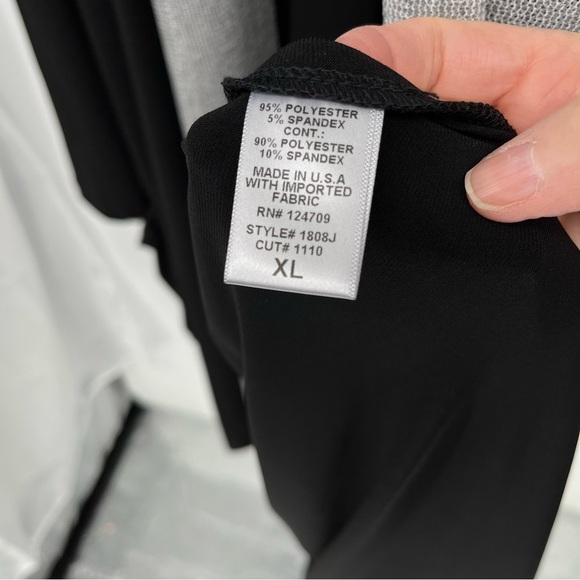 95% POLYESTER
5% SPANDEX
CONT.:
90% POLYESTER
10% SPANDEX
MADE IN U.S.A
WITH IMPORTED
FABRIC
RN# 124709
STYLE# 1808J
CUT# 1110
XL